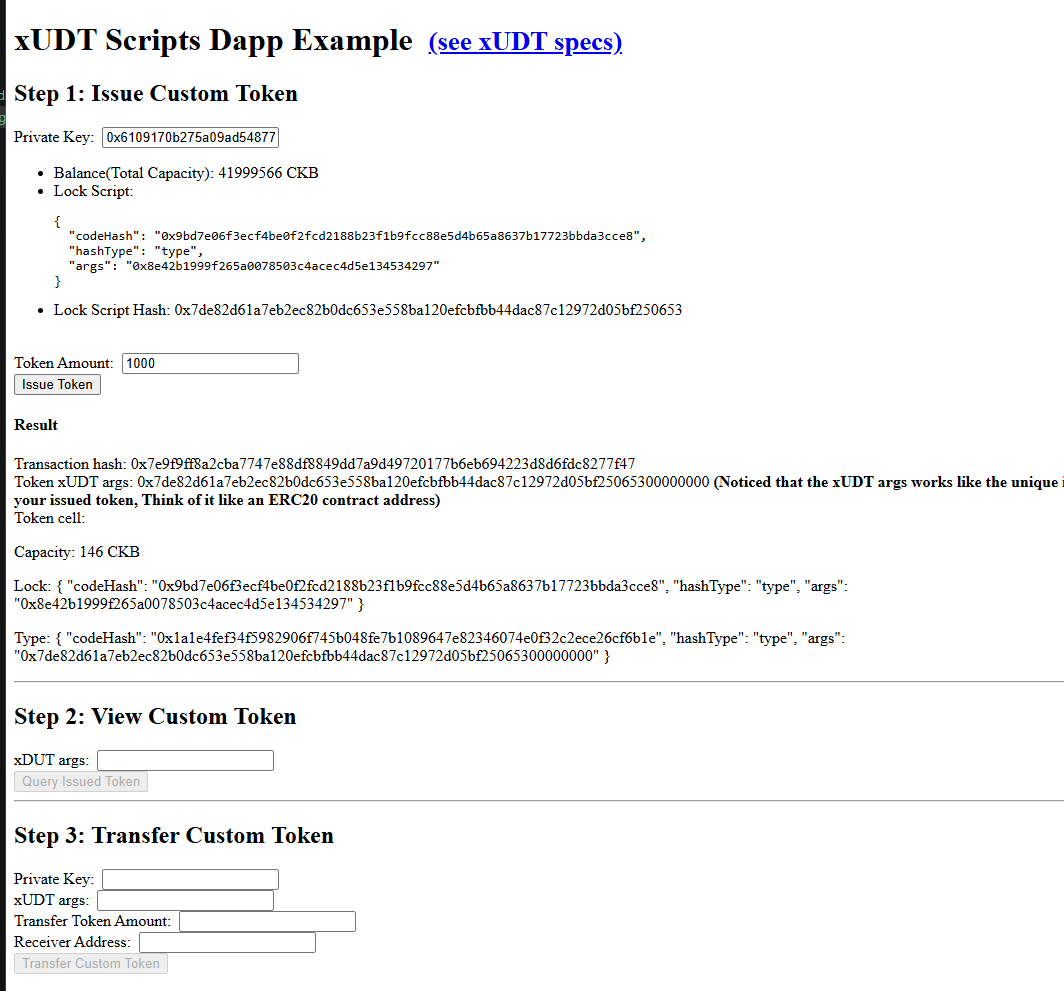 xUDT Scripts Dapp Example (see xUDT specs)
Step 1: Issue Custom Token
Private Key: 0x6109170b275a09ad54877
• Balance(Total Capacity): 41999566 CKB
• Lock Script:
{
"codeHash": "0x9bd7e06f3ecf4be0f2fcd2188b23f1b9fcc88e5d4b65a8637b17723bbda3cce8",
"hashType": "type",
"args": "0x8e42b1999f265a0078503c4acec4d5e134534297"
}
• Lock Script Hash: 0x7de82d61a7eb2ec82b0dc653e558ba120efcbfbb44dac87c12972d05bf250653
Token Amount: 1000
Issue Token
Result
Transaction hash: 0x7e9f9ff8a2cba7747e88df8849dd7a9d49720177b6eb694223d8d6fdc8277f47
Token xUDT args: 0x7de82d61a7eb2ec82b0dc653e558ba120efcbfbb44dac87c12972d05bf25065300000000 (Noticed that the xUDT args works like the unique
your issued token, Think of it like an ERC20 contract address)
Token cell:
Capacity: 146 CKB
Lock: { "codeHash": "0x9bd7e06f3ecf4be0f2fcd2188b23f1b9fcc88e5d4b65a8637b17723bbda3cce8", "hashType": "type", "args":
"0x8e42b1999f265a0078503c4acec4d5e134534297" }
Type: { "codeHash": "0x1a1e4fef34f5982906f745b048fe7b1089647e82346074e0f32c2ece26cf6b1e", "hashType": "type", "args":
"0x7de82d61a7eb2ec82b0dc653e558ba120efcbfbb44dac87c12972d05bf25065300000000" }
Step 2: View Custom Token
xDUT args:
Query Issued Token
Step 3: Transfer Custom Token
Private Key:
xUDT args:
Transfer Token Amount:
Receiver Address:
Transfer Custom Token